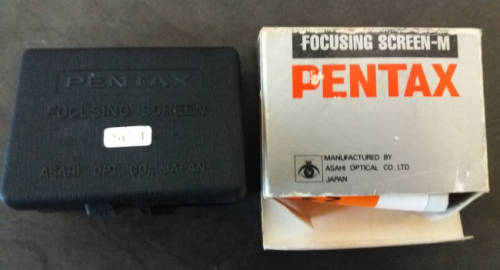 PENTAX
FOCUSING SCREEN
ASAHI OPT. CO., JAPAN
FOCUSING SCREEN-M
PENTAX
MANUFACTURED BY
ASAHI OPTICAL CO., LTD
JAPAN